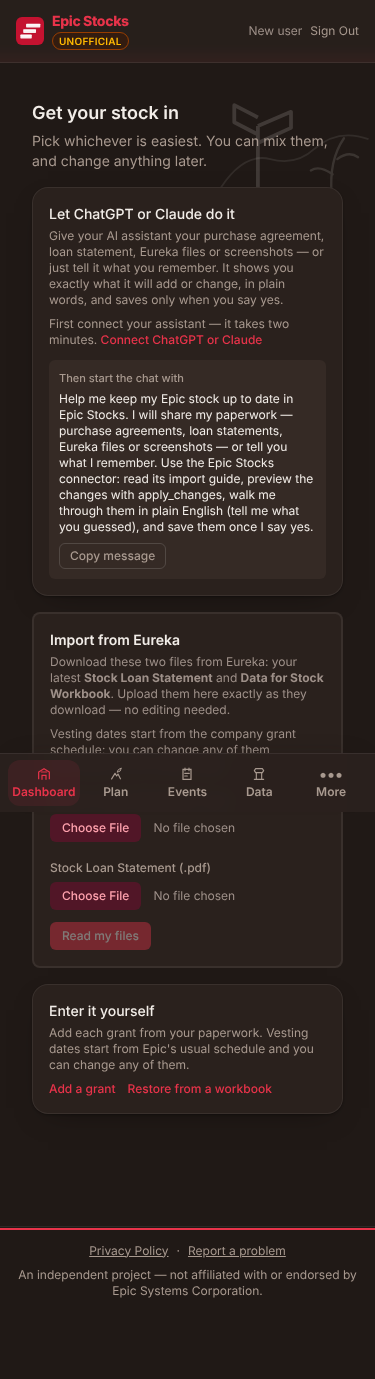 Epic Stocks
UNOFFICIAL
New user Sign Out
Get your stock in
Pick whichever is easiest. You can mix them,
and change anything later.
Let ChatGPT or Claude do it
Give your AI assistant your purchase agreement,
loan statement, Eureka files or screenshots — or
just tell it what you remember. It shows you
exactly what it will add or change, in plain
words, and saves only when you say yes.
First connect your assistant — it takes two
minutes. Connect ChatGPT or Claude
Then start the chat with
Help me keep my Epic stock up to date in
Epic Stocks. I will share my paperwork —
purchase agreements, loan statements,
Eureka files or screenshots — or tell you
what I remember. Use the Epic Stocks
connector: read its import guide, preview the
changes with apply_changes, walk me
through them in plain English (tell me what
you guessed), and save them once I say yes.
Copy message
Import from Eureka
Download these two files from Eureka: your
latest Stock Loan Statement and Data for Stock
Workbook. Upload them here exactly as they
download — no editing needed.
Vesting dates start from the company grant
schedule; you can change any of them
Dashboard
Plan
Events
Data
More
Choose File No file chosen
Stock Loan Statement (.pdf)
Choose File No file chosen
Read my files
Enter it yourself
Add each grant from your paperwork. Vesting
dates start from Epic's usual schedule and you
can change any of them.
Add a grant Restore from a workbook
Privacy Policy · Report a problem
An independent project — not affiliated with or endorsed by
Epic Systems Corporation.